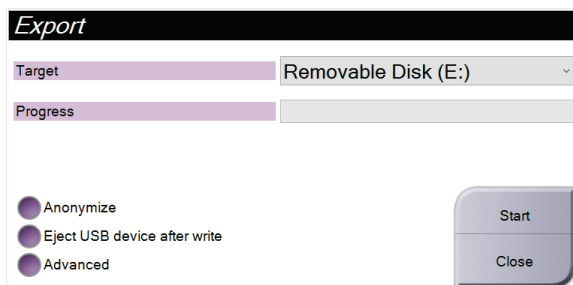 Export
Target
Removable Disk (E:)
Progress
Anonymize
Eject USB device after write
Advanced
Start
Close